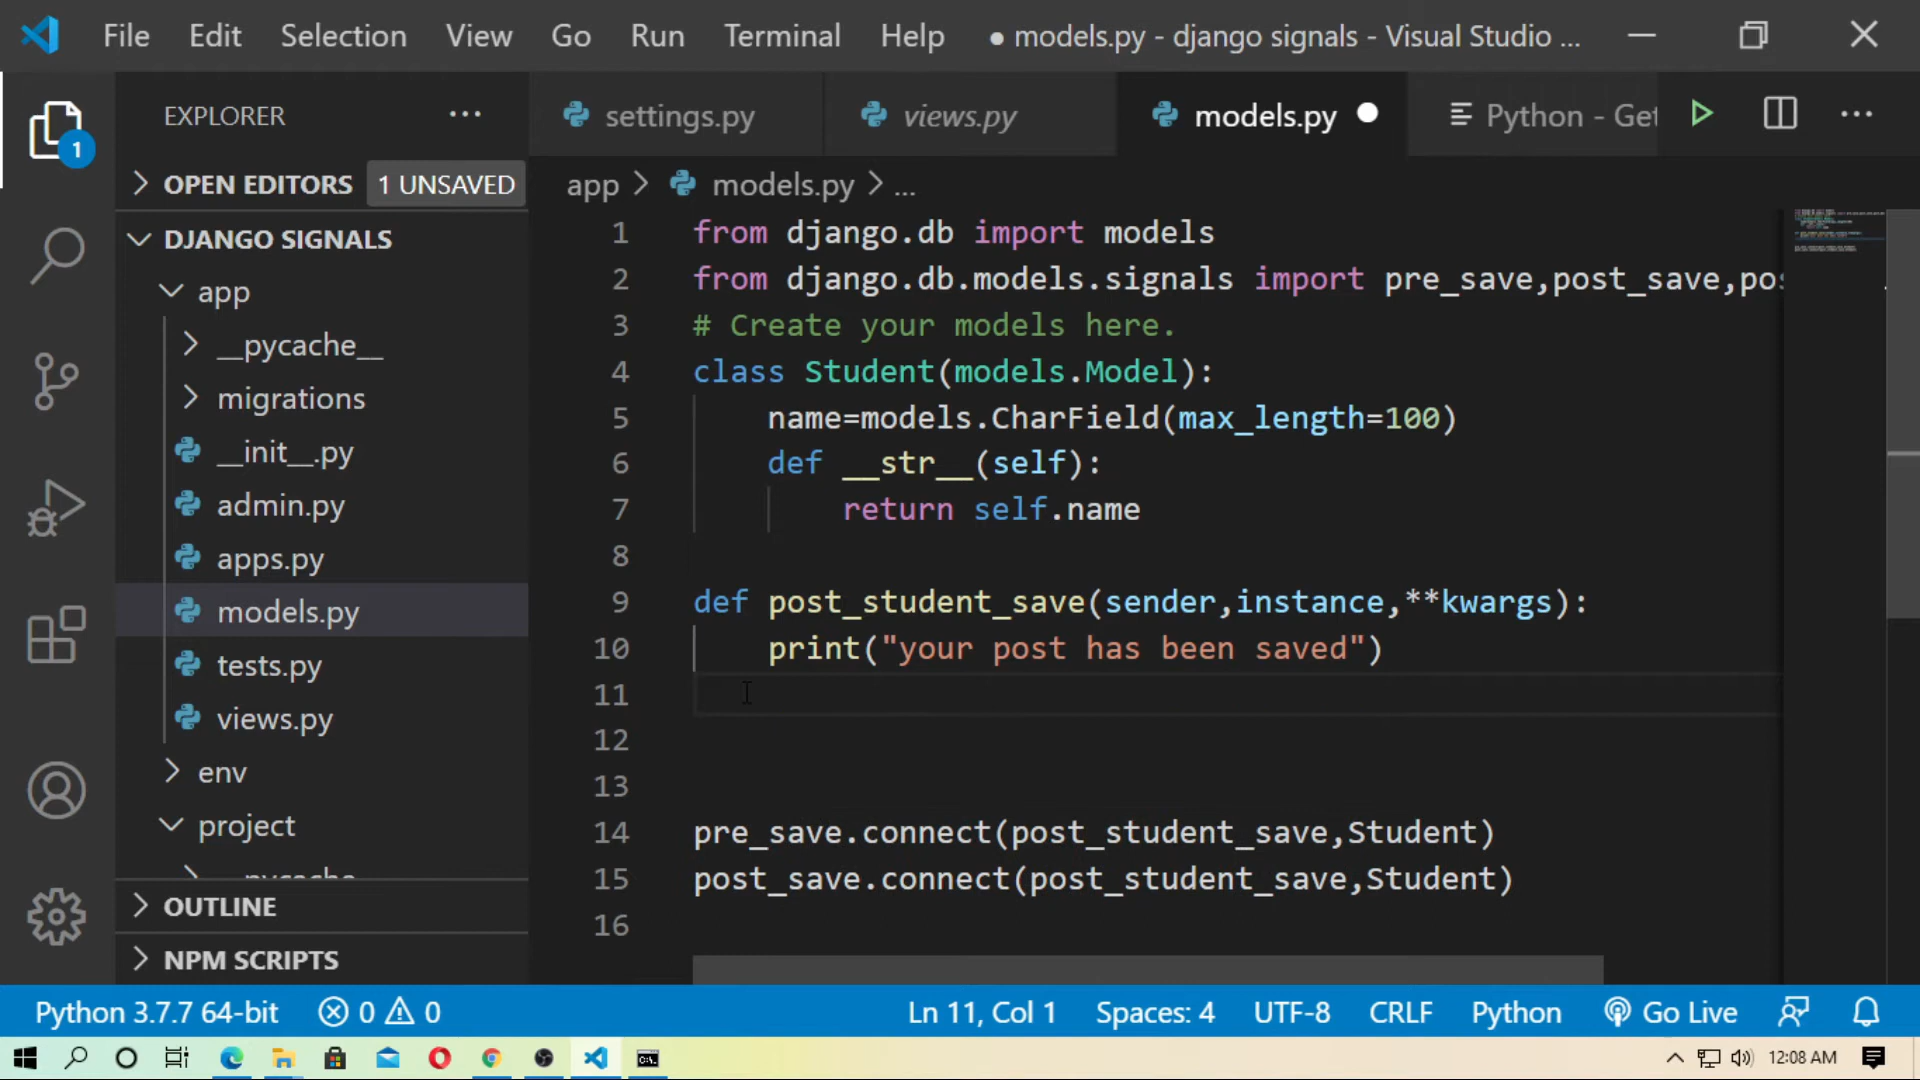 File Edit Selection View Go Run Terminal Help ● models.py - django signals - Visual Studio ...
EXPLORER ...
settings.py views.py models.py ● Python - Get
OPEN EDITORS 1 UNSAVED
app > models.py > ...
DJANGO SIGNALS
app
__pycache__
migrations
__init__.py
admin.py
apps.py
models.py
tests.py
views.py
env
project
__pycache__
OUTLINE
NPM SCRIPTS
1 from django.db import models
2 from django.db.models.signals import pre_save,post_save,pos
3 # Create your models here.
4 class Student(models.Model):
5 name=models.CharField(max_length=100)
6 def __str__(self):
7 return self.name
8
9 def post_student_save(sender,instance,**kwargs):
10 print("your post has been saved")
11
12
13
14 pre_save.connect(post_student_save,Student)
15 post_save.connect(post_student_save,Student)
16
1
Python 3.7.7 64-bit 0 0 Ln 11, Col 1 Spaces: 4 UTF-8 CRLF Python Go Live
12:08 AM